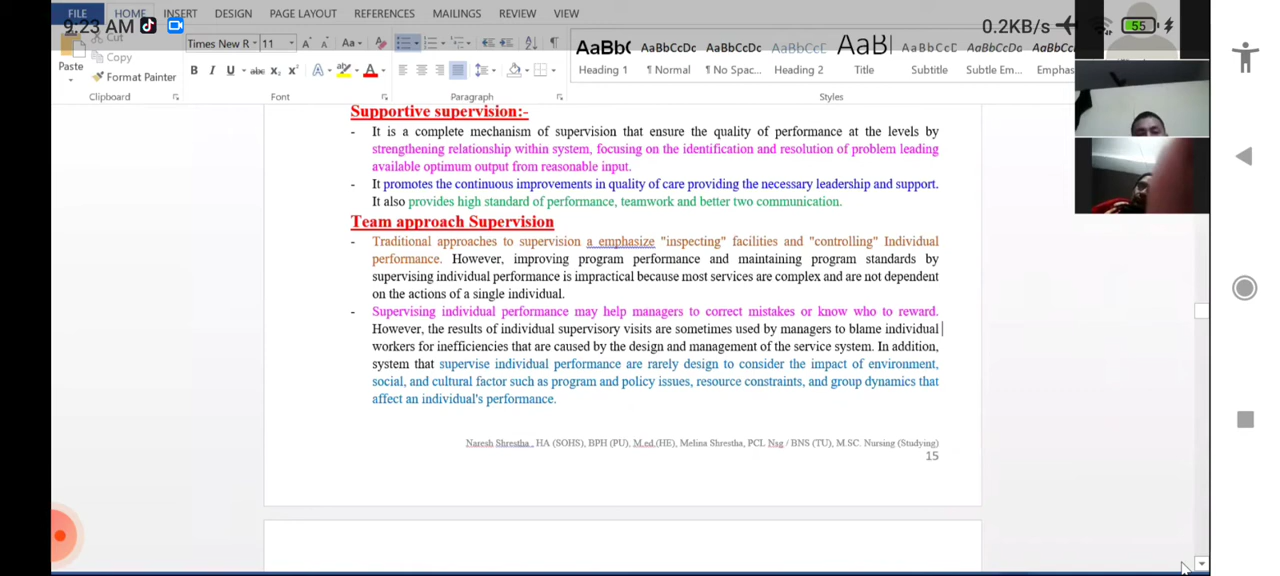 FILE HOME INSERT DESIGN PAGE LAYOUT REFERENCES MAILINGS REVIEW VIEW
9:23 AM 0.2KB/s 55
Cut
Copy
Format Painter
Paste
Times New R 11 Aa
B I U abc X₂ X² A A
AaBbC AaBbCcDc AaBbCcDc AaBbCcD AaB AaBbCcD AaBbCcDd AaBbCcDc
Heading 1 ¶ Normal ¶ No Spac... Heading 2 Title Subtitle Subtle Em... Emphas
Clipboard Font Paragraph Styles
Supportive supervision:-
- It is a complete mechanism of supervision that ensure the quality of performance at the levels by
strengthening relationship within system, focusing on the identification and resolution of problem leading
available optimum output from reasonable input.
- It promotes the continuous improvements in quality of care providing the necessary leadership and support.
It also provides high standard of performance, teamwork and better two communication.
Team approach Supervision
- Traditional approaches to supervision a emphasize "inspecting" facilities and "controlling" Individual
performance. However, improving program performance and maintaining program standards by
supervising individual performance is impractical because most services are complex and are not dependent
on the actions of a single individual.
- Supervising individual performance may help managers to correct mistakes or know who to reward.
However, the results of individual supervisory visits are sometimes used by managers to blame individual
workers for inefficiencies that are caused by the design and management of the service system. In addition,
system that supervise individual performance are rarely design to consider the impact of environment,
social, and cultural factor such as program and policy issues, resource constraints, and group dynamics that
affect an individual's performance.
Naresh Shrestha , HA (SOHS), BPH (PU), M.ed.(HE), Melina Shrestha, PCL Nsg / BNS (TU), M.SC. Nursing (Studying)
15